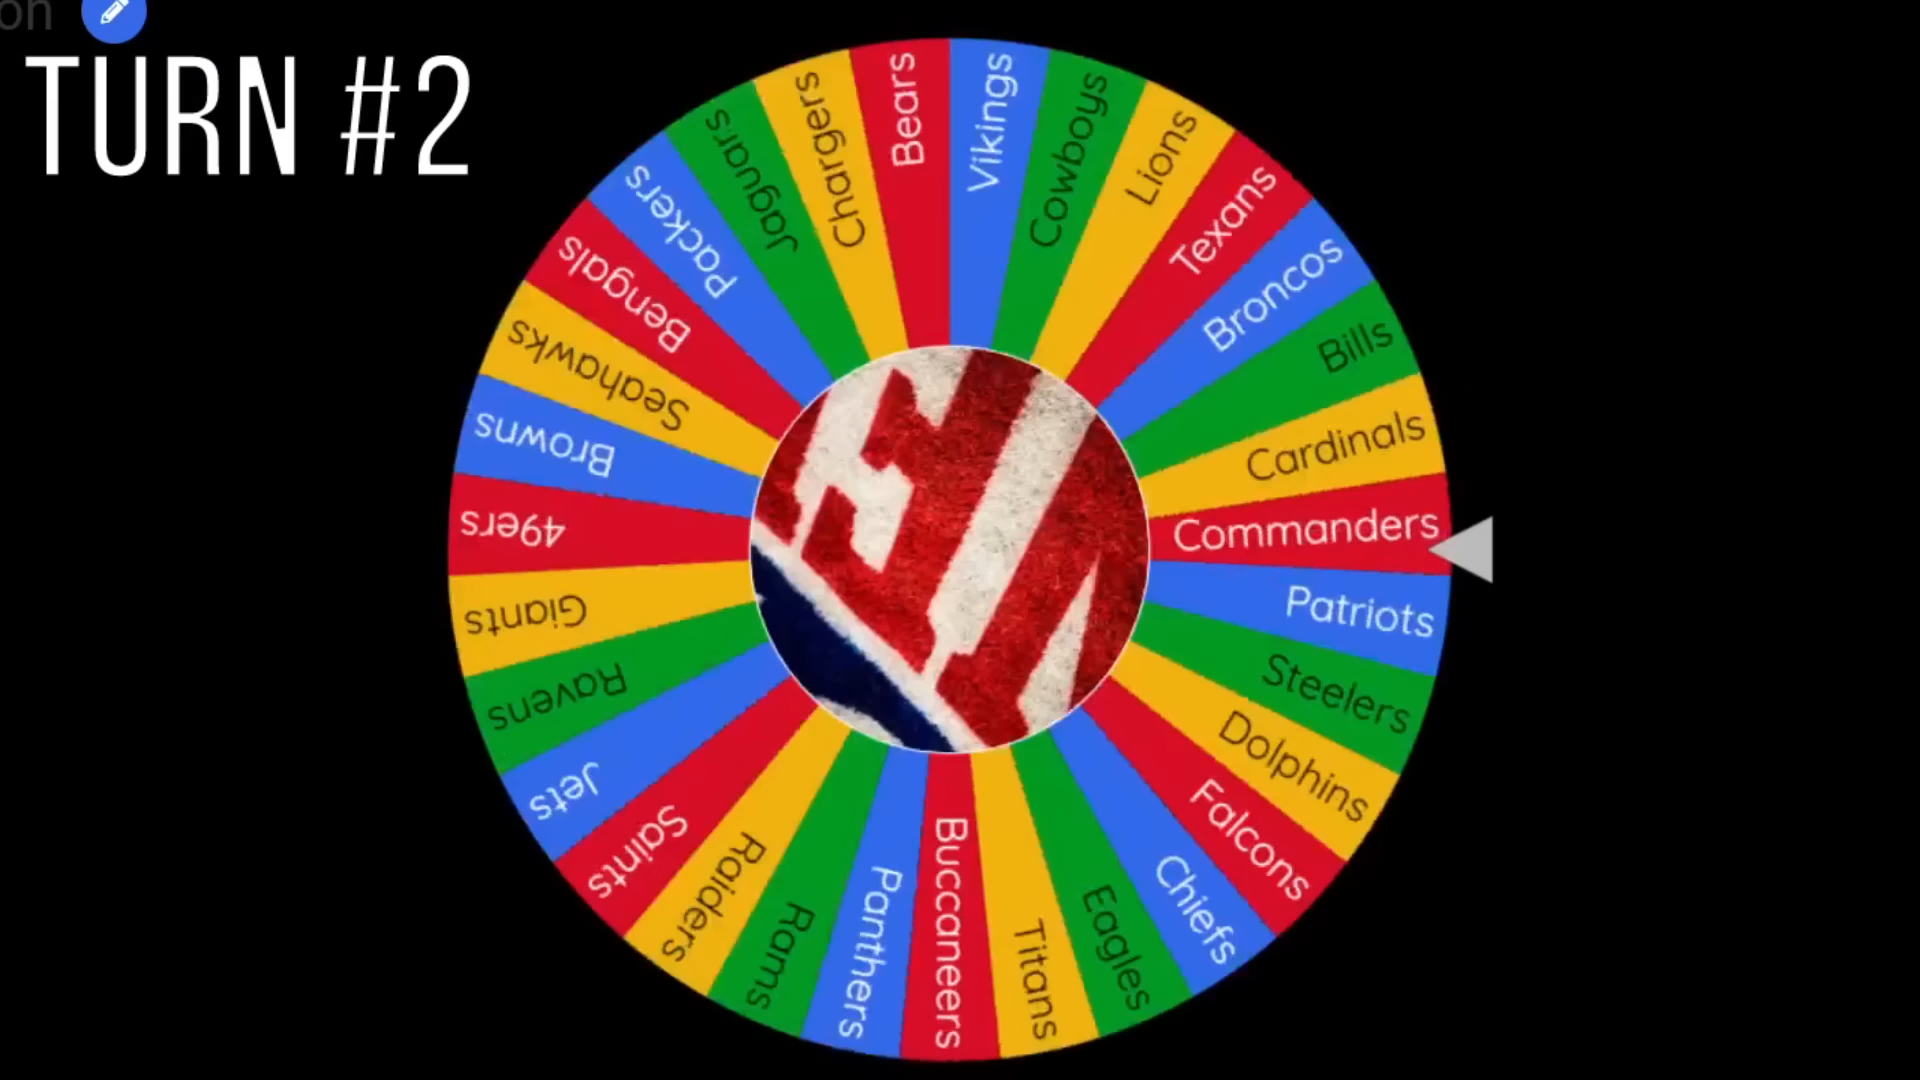 on
TURN #2
Vikings
Cowboys
Lions
Texans
Broncos
Bills
Cardinals
Commanders
Patriots
Steelers
Dolphins
Falcons
Chiefs
Eagles
Titans
Buccaneers
Panthers
Rams
Raiders
Saints
Jets
Ravens
Giants
49ers
Browns
Seahawks
Bengals
Packers
Jaguars
Chargers
Bears